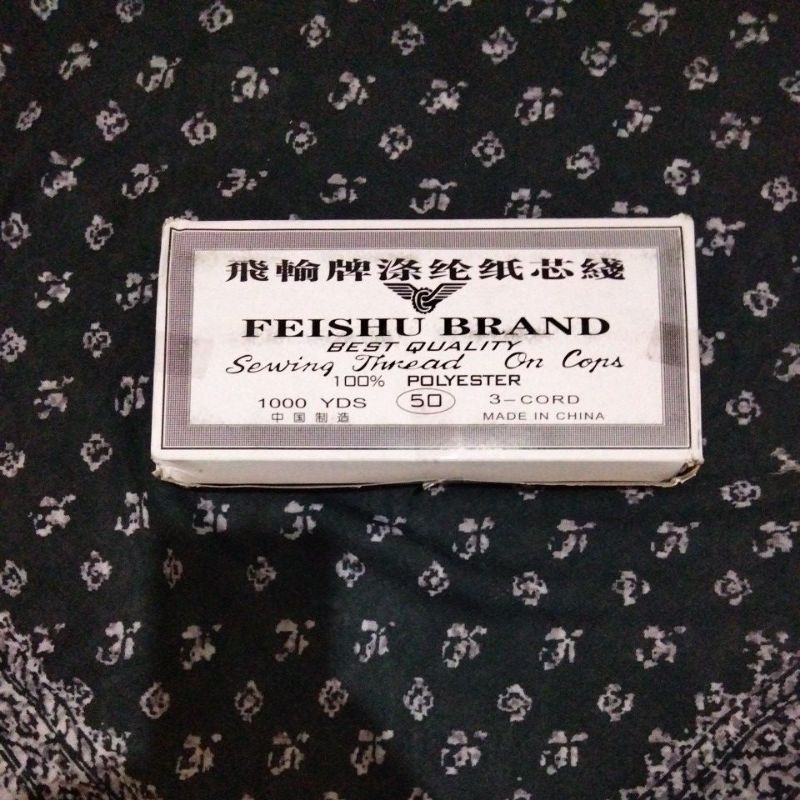 飛輪牌涤纶纸芯綫
FEISHU BRAND
BEST QUALITY
Sewing Thread On Cops
100% POLYESTER
1000 YDS 50 3-CORD
中国制造 MADE IN CHINA